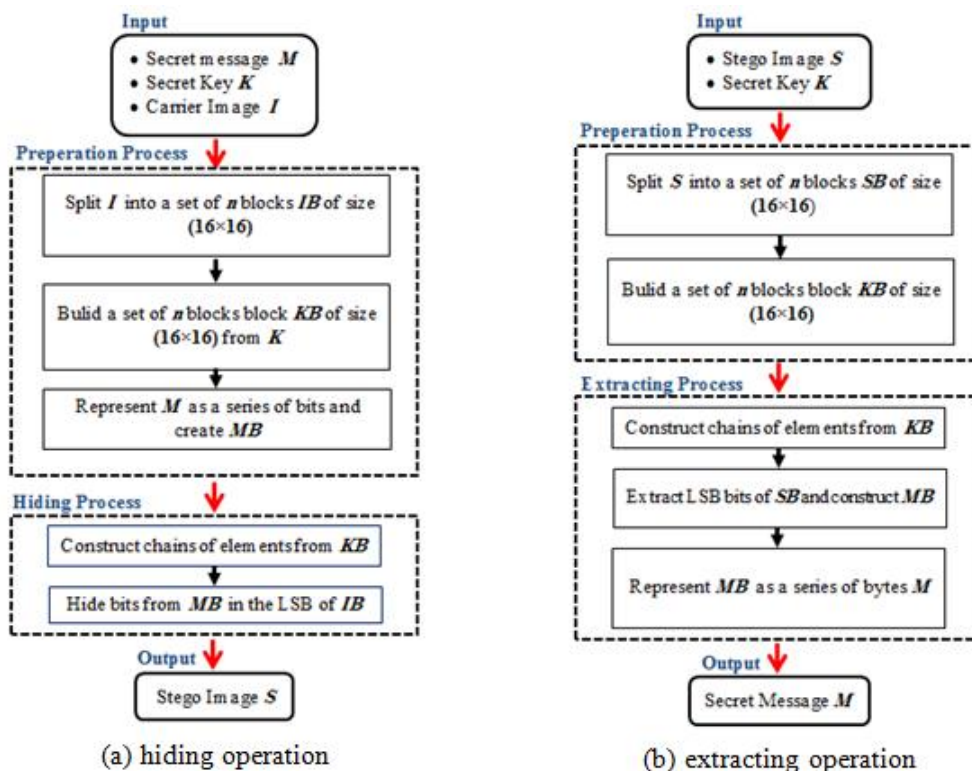 Input
• Secret message M
• Secret Key K
• Carrier Image I
Preperation Process
Split I into a set of n blocks IB of size
(16×16)
Bulid a set of n blocks block KB of size
(16×16) from K
Represent M as a series of bits and
create MB
Hiding Process
Construct chains of elements from KB
Hide bits from MB in the LSB of IB
Output
Stego Image S
(a) hiding operation
Input
• Stego Image S
• Secret Key K
Preperation Process
Split S into a set of n blocks SB of size
(16×16)
Bulid a set of n blocks block KB of size
(16×16)
Extracting Process
Construct chains of elements from KB
Extract LSB bits of SB and construct MB
Represent MB as a series of bytes M
Output
Secret Message M
(b) extracting operation